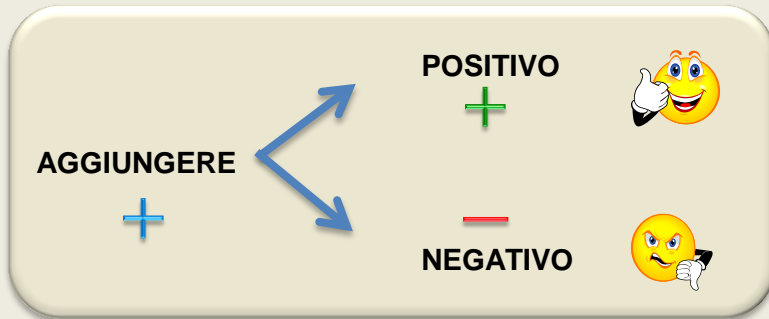 POSITIVO
+
AGGIUNGERE
+
−
NEGATIVO